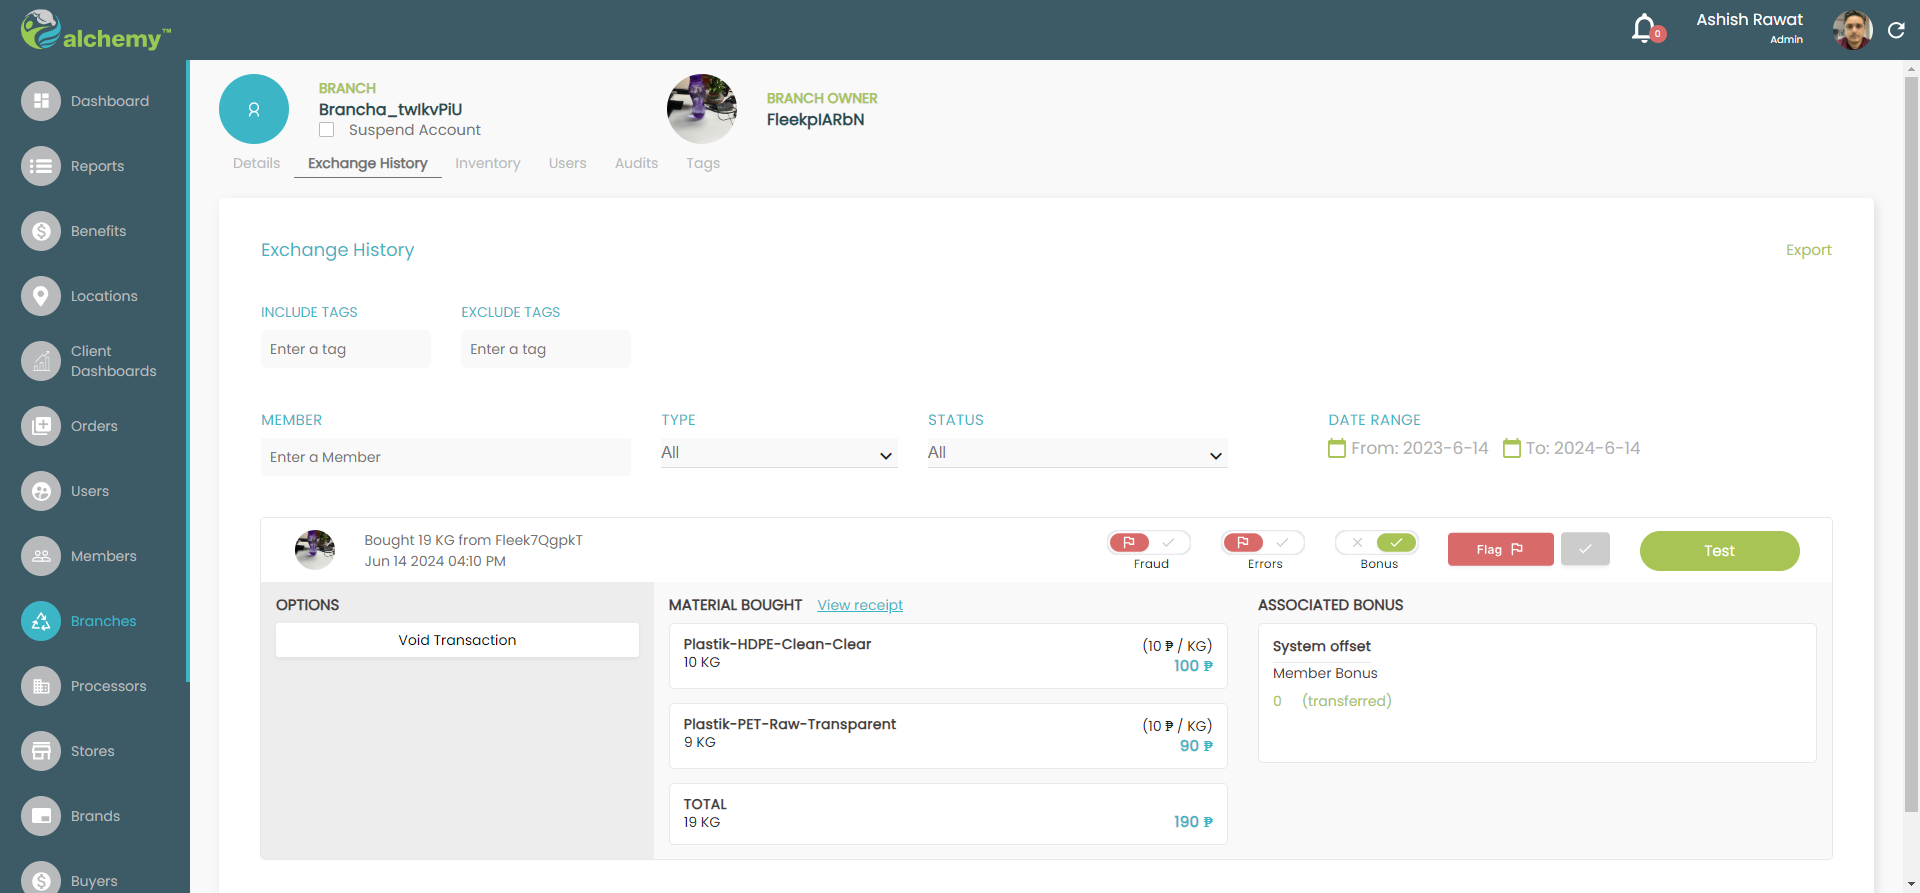 alchemy™
0
Ashish Rawat
Admin
Dashboard
Reports
Benefits
Locations
Client
Dashboards
Orders
Users
Members
Branches
Processors
Stores
Brands
Buyers
BRANCH
Brancha_twIkvPiU
Suspend Account
BRANCH OWNER
FleekpIARbN
Details Exchange History Inventory Users Audits Tags
Exchange History
Export
INCLUDE TAGS EXCLUDE TAGS
Enter a tag Enter a tag
MEMBER TYPE STATUS DATE RANGE
Enter a Member All All From: 2023-6-14 To: 2024-6-14
Bought 19 KG from Fleek7QgpkT
Jun 14 2024 04:10 PM
Fraud Errors Bonus
Flag
Test
OPTIONS
Void Transaction
MATERIAL BOUGHT View receipt
Plastik-HDPE-Clean-Clear (10 ₱ / KG)
10 KG 100 ₱
Plastik-PET-Raw-Transparent (10 ₱ / KG)
9 KG 90 ₱
TOTAL
19 KG 190 ₱
ASSOCIATED BONUS
System offset
Member Bonus
0 (transferred)